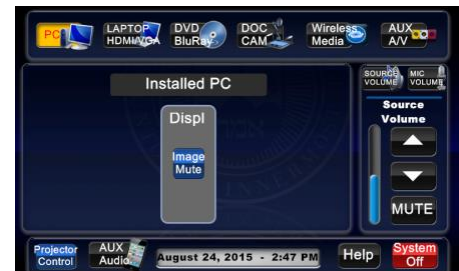 PC
LAPTOP
HDMI/VGA
DVD
BluRay
DOC
CAM
Wireless
Media
AUX
A/V
Installed PC
Displ
Image
Mute
SOURCE
VOLUME
MIC
VOLUME
Source
Volume
MUTE
Projector
Control
AUX
Audio
August 24, 2015 - 2:47 PM
Help
System
Off